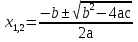 x₁,₂=(-b±√(b²-4ac))/2a